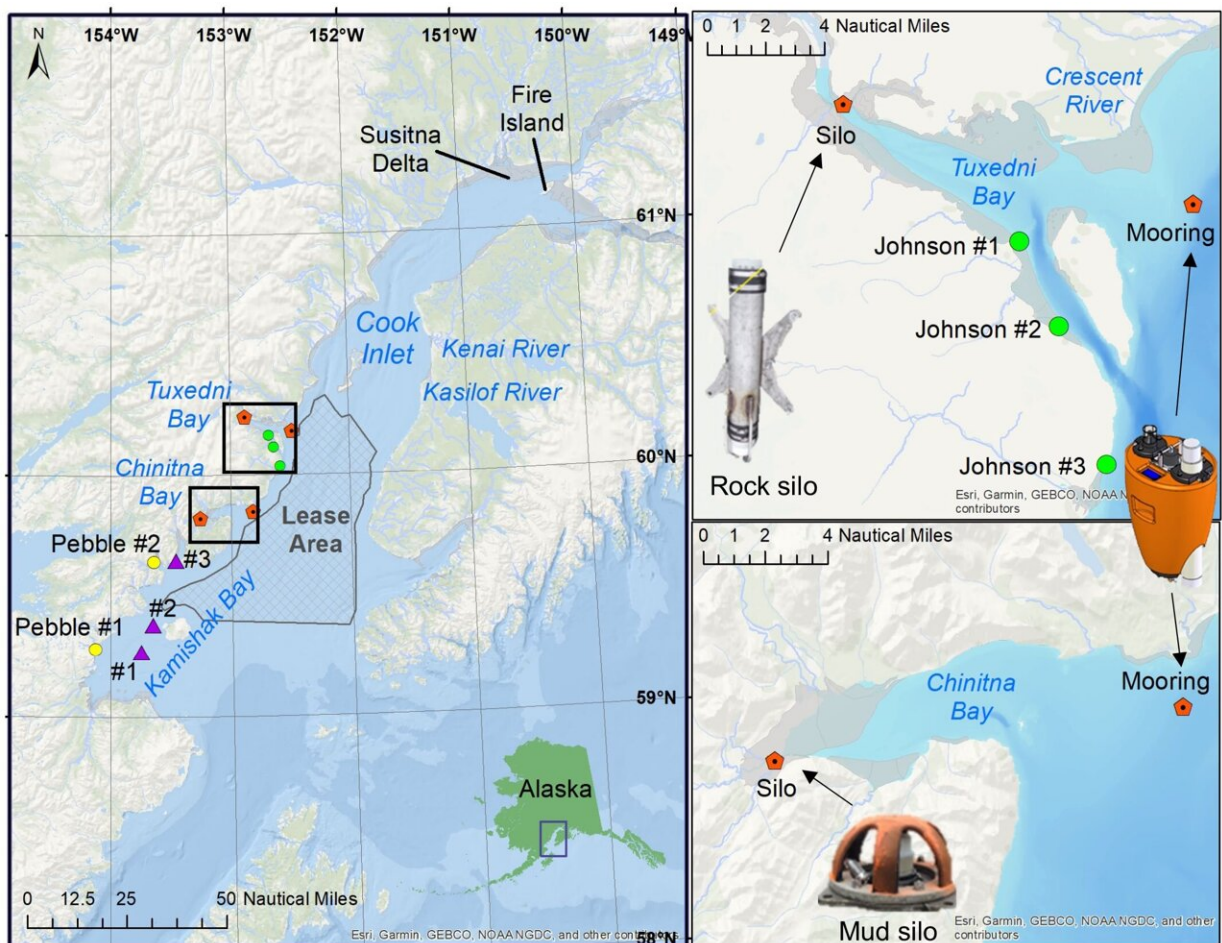 154°W 153°W 152°W 151°W 150°W 149°
N
Fire
Island
Susitna
Delta
61°N
Cook
Inlet
Kenai River
Kasilof River
Tuxedni
Bay
60°N
Chinitna
Bay
Lease
Area
Pebble #2
#3
#2
Pebble #1
#1
Kamishak Bay
59°N
Alaska
0 12.5 25 50 Nautical Miles
Esri, Garmin, GEBCO, NOAA NGDC, and other contributors
58°N
0 1 2 4 Nautical Miles
Crescent
River
Silo
Tuxedni
Bay
Mooring
Johnson #1
Johnson #2
Johnson #3
Rock silo
Esri, Garmin, GEBCO, NOAA N
contributors
0 1 2 4 Nautical Miles
Chinitna
Bay
Mooring
Silo
Mud silo
Esri, Garmin, GEBCO, NOAA NGDC, and other
contributors